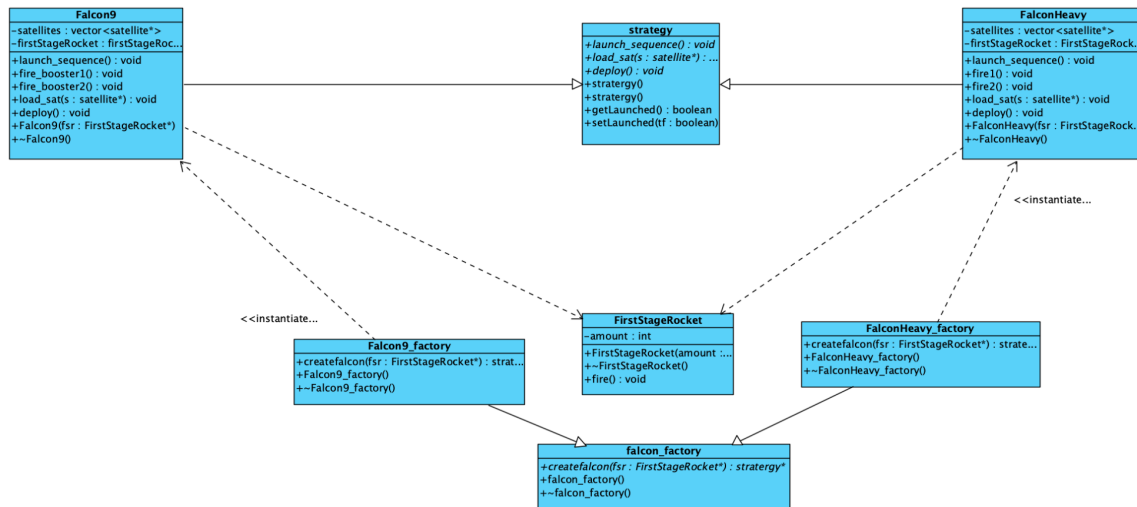 Falcon9
-satellites : vector<satellite*>
-firstStageRocket : firstStageRoc...
+launch_sequence() : void
+fire_booster1() : void
+fire_booster2() : void
+load_sat(s : satellite*) : void
+deploy() : void
+Falcon9(fsr : FirstStageRocket*)
+~Falcon9()
strategy
+launch_sequence() : void
+load_sat(s : satellite*) : ...
+deploy() : void
+stratergy()
+stratergy()
+getLaunched() : boolean
+setLaunched(tf : boolean)
FalconHeavy
-satellites : vector<satellite*>
-firstStageRocket : FirstStageRock...
+launch_sequence() : void
+fire1() : void
+fire2() : void
+load_sat(s : satellite*) : void
+deploy() : void
+FalconHeavy(fsr : FirstStageRock...
+~FalconHeavy()
<<instantiate...
<<instantiate...
Falcon9_factory
+createfalcon(fsr : FirstStageRocket*) : strat...
+Falcon9_factory()
+~Falcon9_factory()
FirstStageRocket
-amount : int
+FirstStageRocket(amount :...
+~FirstStageRocket()
+fire() : void
FalconHeavy_factory
+createfalcon(fsr : FirstStageRocket*) : strate...
+FalconHeavy_factory()
+~FalconHeavy_factory()
falcon_factory
+createfalcon(fsr : FirstStageRocket*) : stratergy*
+falcon_factory()
+~falcon_factory()